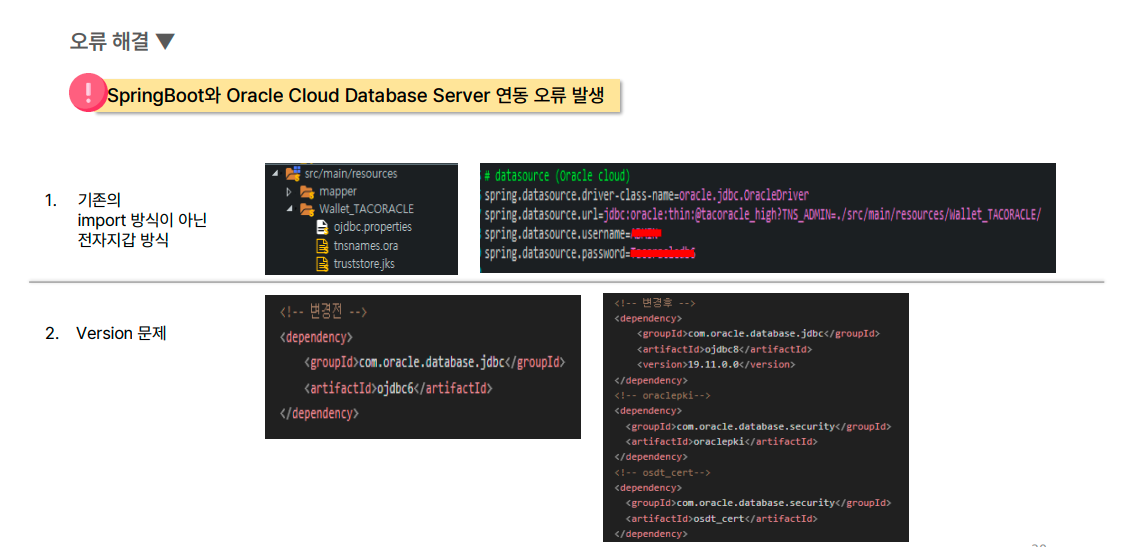 오류 해결 ▼
! SpringBoot와 Oracle Cloud Database Server 연동 오류 발생
1. 기존의
import 방식이 아닌
전자지갑 방식
src/main/resources
mapper
Wallet_TACORACLE
ojdbc.properties
tnsnames.ora
truststore.jks
# datasource (Oracle cloud)
spring.datasource.driver-class-name=oracle.jdbc.OracleDriver
spring.datasource.url=jdbc:oracle:thin:@tacoracle_high?TNS_ADMIN=./src/main/resources/Wallet_TACORACLE/
spring.datasource.username=
spring.datasource.password=
2. Version 문제
<!-- 변경전 -->
<dependency>
<groupId>com.oracle.database.jdbc</groupId>
<artifactId>ojdbc6</artifactId>
</dependency>
<!-- 변경후 -->
<dependency>
<groupId>com.oracle.database.jdbc</groupId>
<artifactId>ojdbc8</artifactId>
<version>19.11.0.0</version>
</dependency>
<!-- oraclepki-->
<dependency>
<groupId>com.oracle.database.security</groupId>
<artifactId>oraclepki</artifactId>
</dependency>
<!-- osdt_cert-->
<dependency>
<groupId>com.oracle.database.security</groupId>
<artifactId>osdt_cert</artifactId>
</dependency>